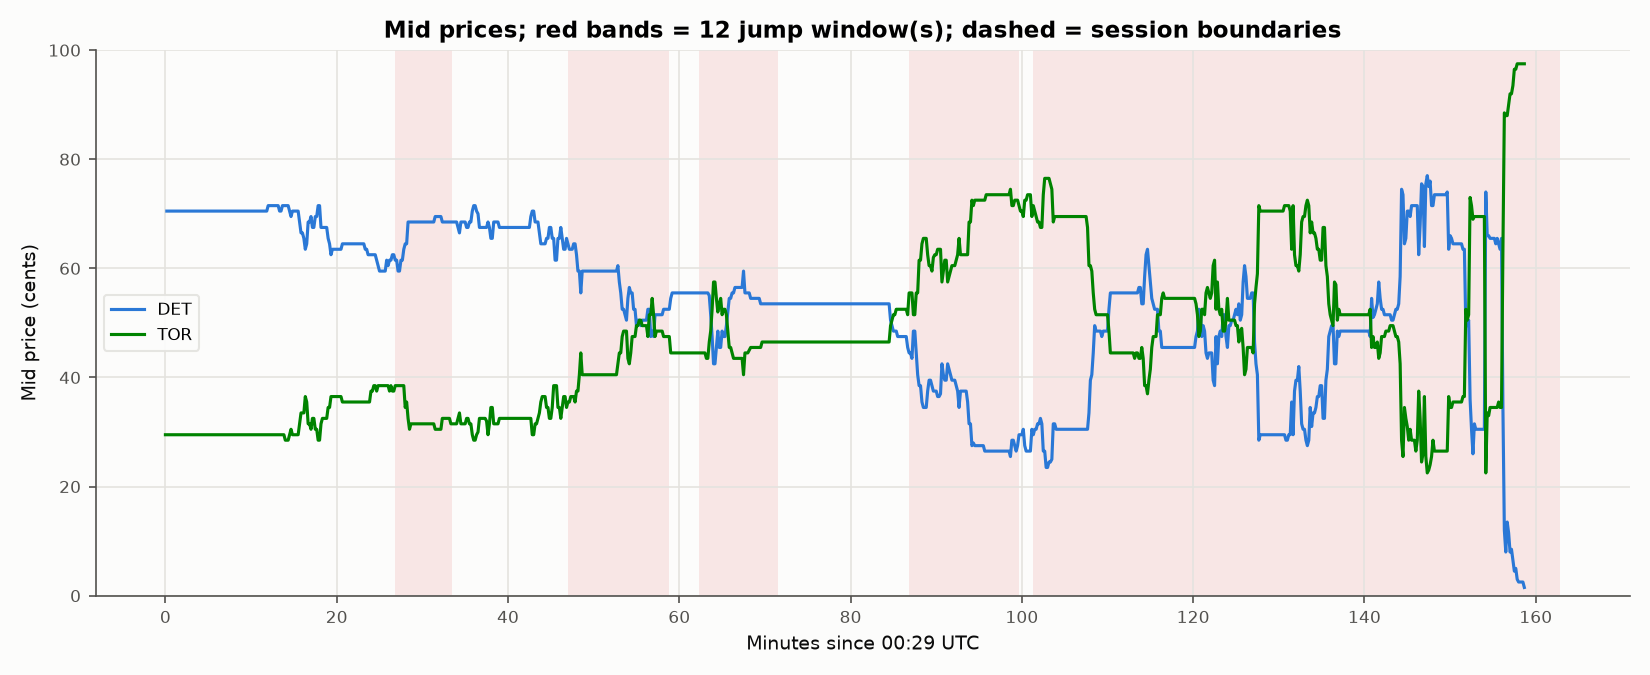 Mid prices; red bands = 12 jump window(s); dashed = session boundaries
100
80
60
40
20
0
Mid price (cents)
DET
TOR
0 20 40 60 80 100 120 140 160
Minutes since 00:29 UTC